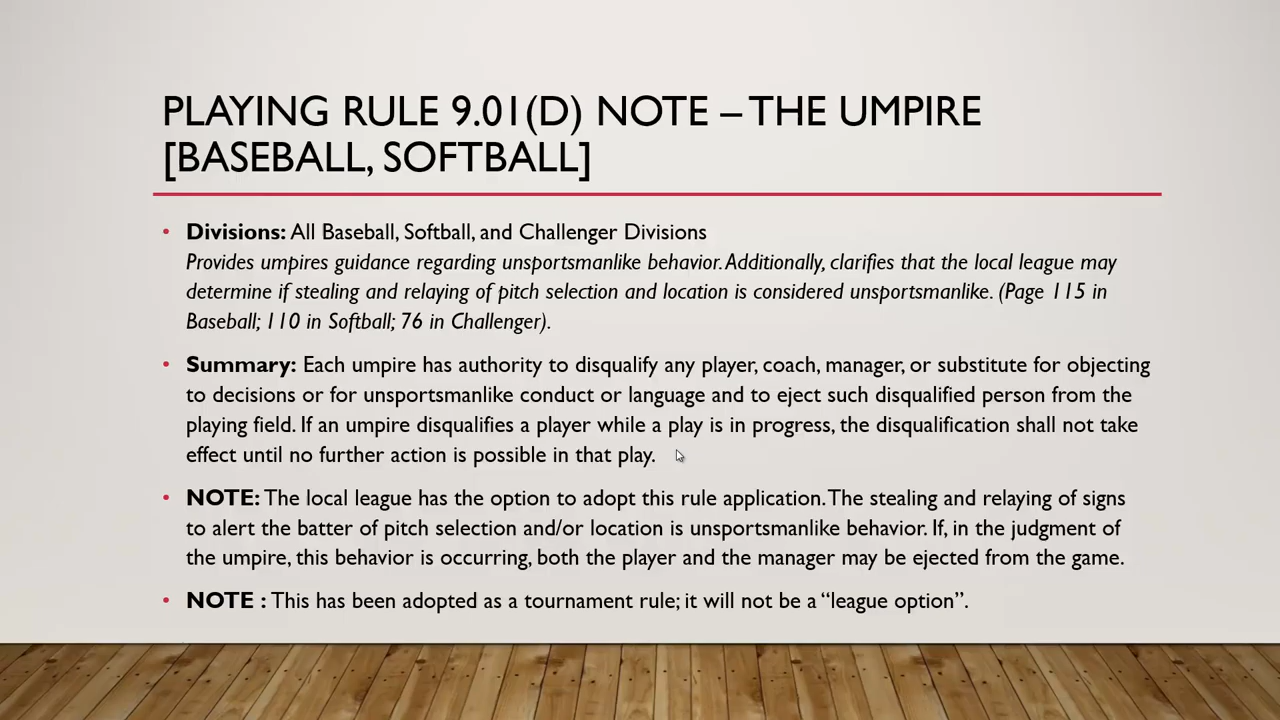 PLAYING RULE 9.01(D) NOTE – THE UMPIRE
[BASEBALL, SOFTBALL]
• Divisions: All Baseball, Softball, and Challenger Divisions
Provides umpires guidance regarding unsportsmanlike behavior. Additionally, clarifies that the local league may
determine if stealing and relaying of pitch selection and location is considered unsportsmanlike. (Page 115 in
Baseball; 110 in Softball; 76 in Challenger).
• Summary: Each umpire has authority to disqualify any player, coach, manager, or substitute for objecting
to decisions or for unsportsmanlike conduct or language and to eject such disqualified person from the
playing field. If an umpire disqualifies a player while a play is in progress, the disqualification shall not take
effect until no further action is possible in that play.
• NOTE: The local league has the option to adopt this rule application. The stealing and relaying of signs
to alert the batter of pitch selection and/or location is unsportsmanlike behavior. If, in the judgment of
the umpire, this behavior is occurring, both the player and the manager may be ejected from the game.
• NOTE : This has been adopted as a tournament rule; it will not be a “league option”.